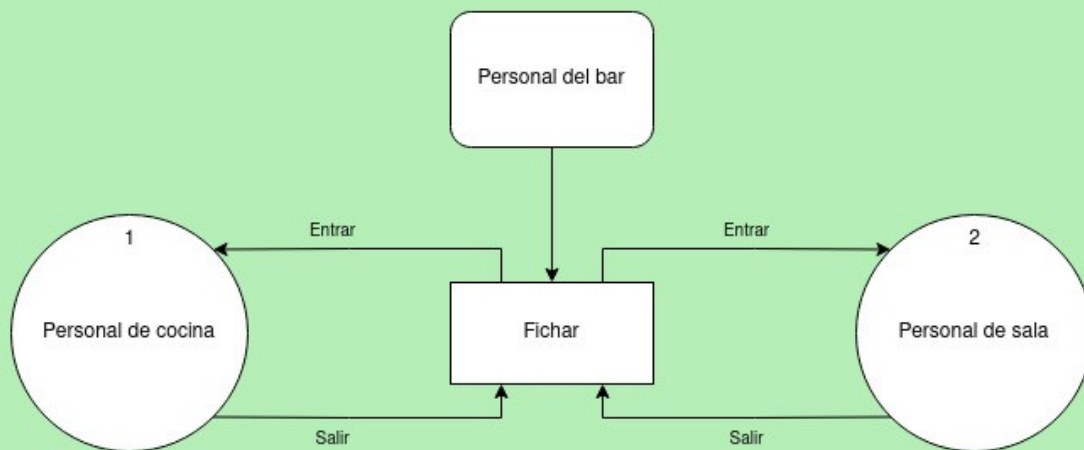 Personal del bar
Entrar
Entrar
1
2
Personal de cocina
Fichar
Personal de sala
Salir
Salir